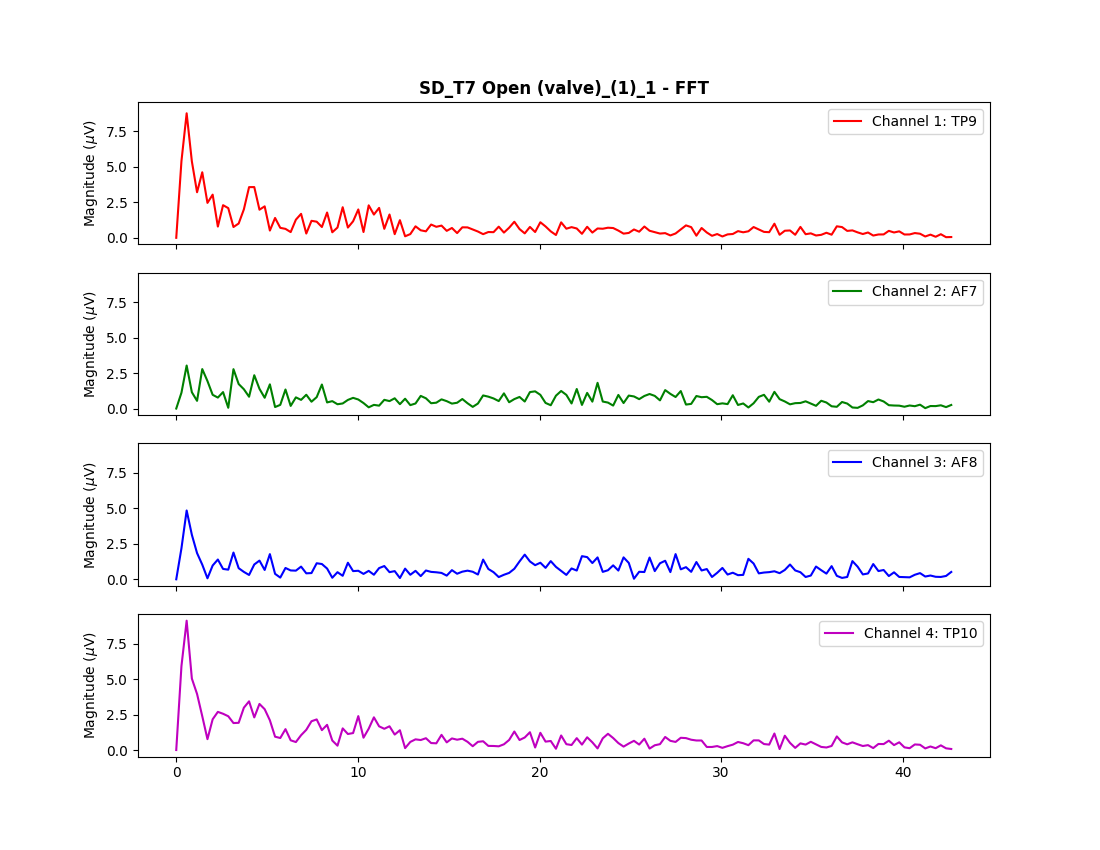 SD_T7 Open (valve)_(1)_1 - FFT
Magnitude (μV)
7.5
5.0
2.5
0.0
Channel 1: TP9
Magnitude (μV)
7.5
5.0
2.5
0.0
Channel 2: AF7
Magnitude (μV)
7.5
5.0
2.5
0.0
Channel 3: AF8
Magnitude (μV)
7.5
5.0
2.5
0.0
Channel 4: TP10
0 10 20 30 40